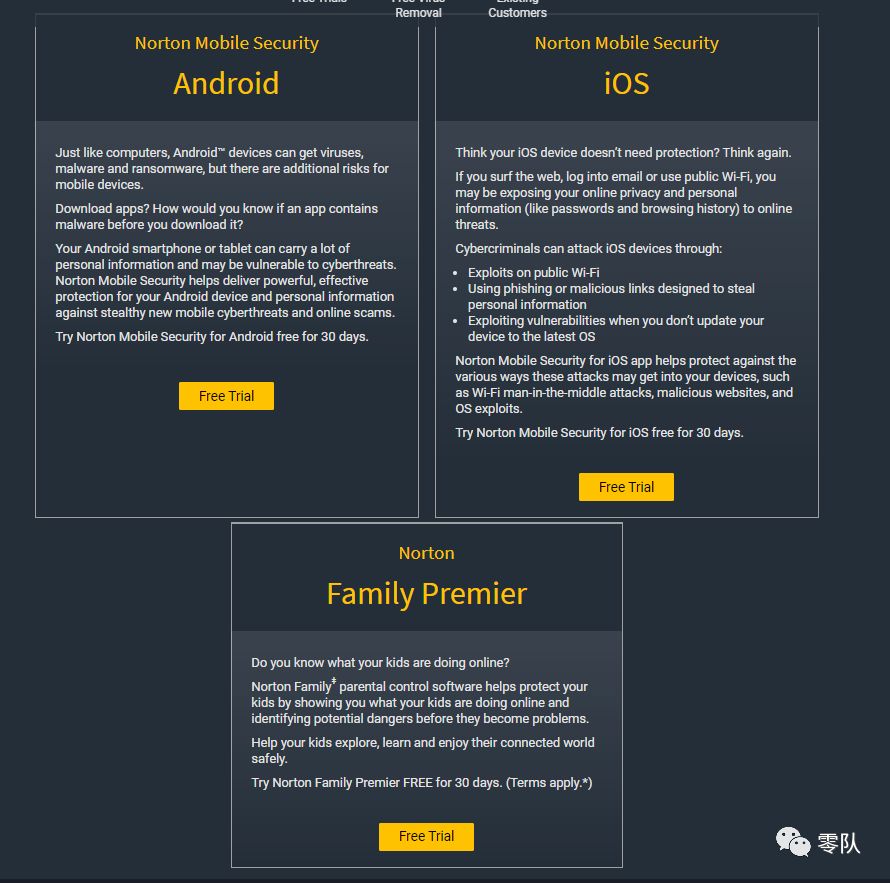 Free Trials
Free Virus
Existing
Removal
Customers
Norton Mobile Security
Android
Just like computers, Android™ devices can get viruses,
malware and ransomware, but there are additional risks for
mobile devices.
Download apps? How would you know if an app contains
malware before you download it?
Your Android smartphone or tablet can carry a lot of
personal information and may be vulnerable to cyberthreats.
Norton Mobile Security helps deliver powerful, effective
protection for your Android device and personal information
against stealthy new mobile cyberthreats and online scams.
Try Norton Mobile Security for Android free for 30 days.
Free Trial
Norton Mobile Security
iOS
Think your iOS device doesn't need protection? Think again.
If you surf the web, log into email or use public Wi-Fi, you
may be exposing your online privacy and personal
information (like passwords and browsing history) to online
threats.
Cybercriminals can attack iOS devices through:
• Exploits on public Wi-Fi
• Using phishing or malicious links designed to steal
personal information
• Exploiting vulnerabilities when you don't update your
device to the latest OS
Norton Mobile Security for iOS app helps protect against the
various ways these attacks may get into your devices, such
as Wi-Fi man-in-the-middle attacks, malicious websites, and
OS exploits.
Try Norton Mobile Security for iOS free for 30 days.
Free Trial
Norton
Family Premier
Do you know what your kids are doing online?
Norton Family‡ parental control software helps protect your
kids by showing you what your kids are doing online and
identifying potential dangers before they become problems.
Help your kids explore, learn and enjoy their connected world
safely.
Try Norton Family Premier FREE for 30 days. (Terms apply.*)
Free Trial
零队